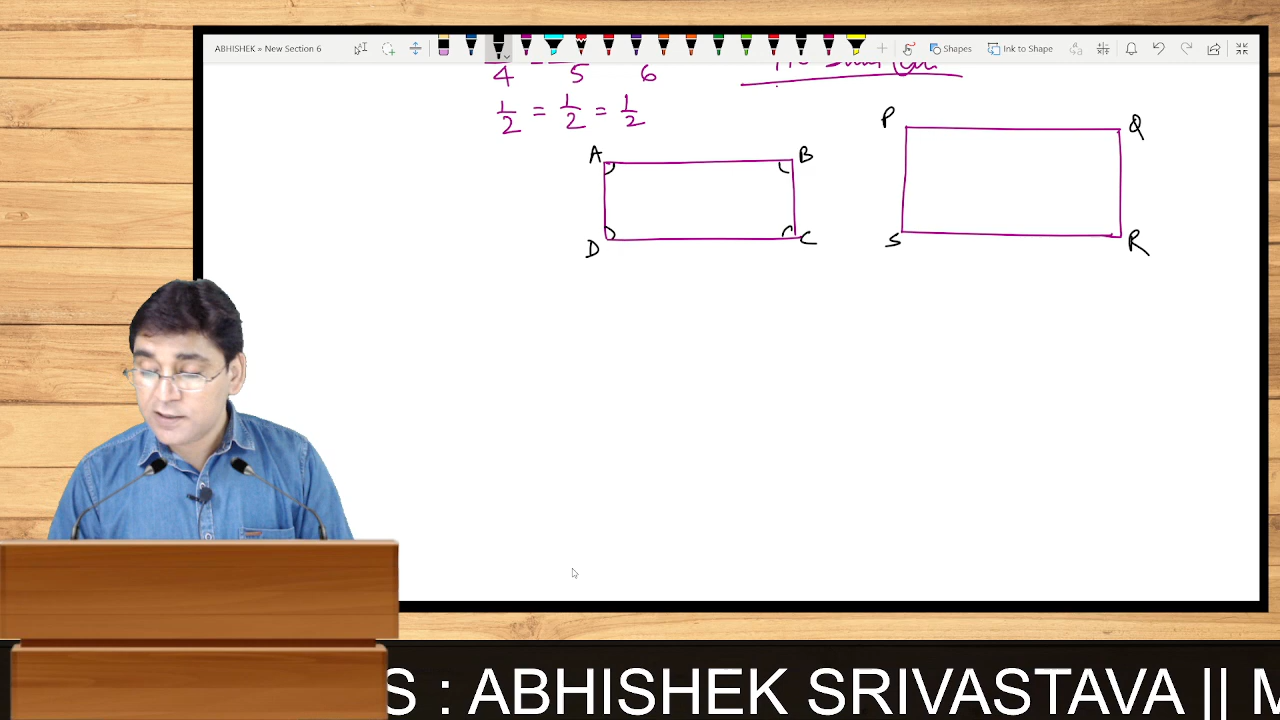 ABHISHEK » New Section 6
Shapes
Ink to Shape
4 5 6
1/2 = 1/2 = 1/2
A B
D C
P Q
S R
S : ABHISHEK SRIVASTAVA || M